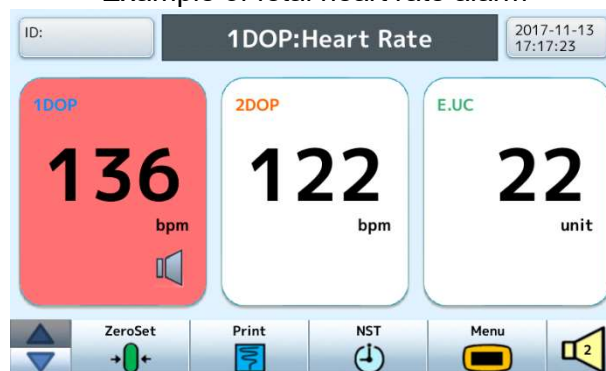 Example of fetal heart rate alarm
ID:
1DOP:Heart Rate
2017-11-13
17:17:23
1DOP
136
bpm
2DOP
122
bpm
E.UC
22
unit
ZeroSet
Print
NST
Menu
2